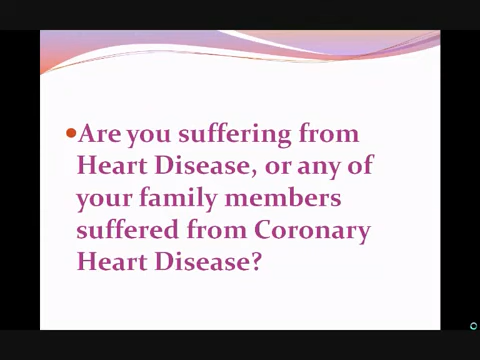 Are you suffering from
Heart Disease, or any of
your family members
suffered from Coronary
Heart Disease?